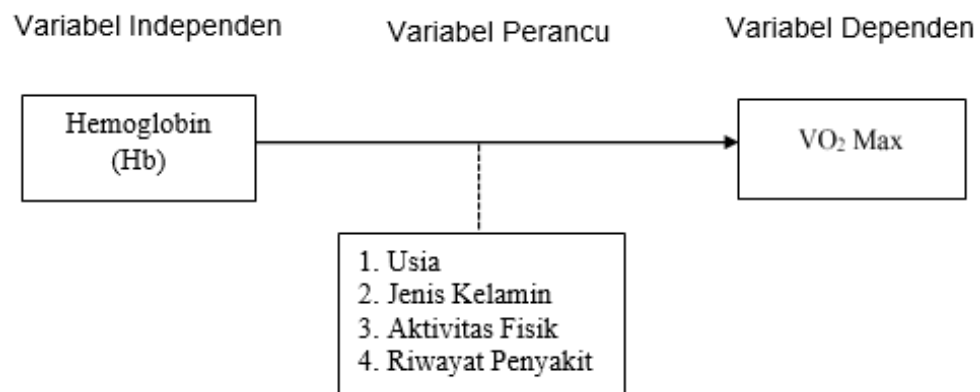 Variabel Independen
Variabel Perancu
Variabel Dependen
Hemoglobin
(Hb)
VO₂ Max
1. Usia
2. Jenis Kelamin
3. Aktivitas Fisik
4. Riwayat Penyakit